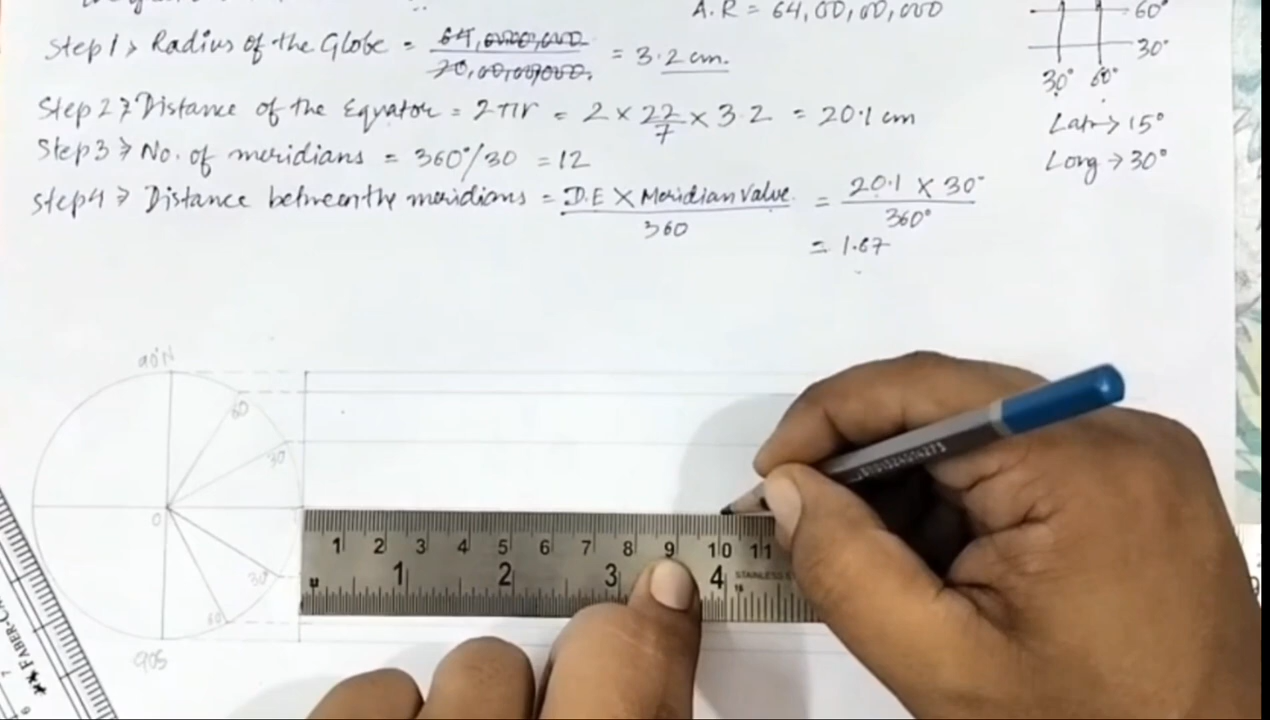 A.R = 64,00,00,000
Step 1 > Radius of the Globe = 64,0000,000 / 20,00,00,000. = 3.2 cm.
Step 2 > Distance of the Equator = 2πr = 2 × 22/7 × 3.2 = 20.1 cm
Step 3 > No. of meridians = 360°/30 = 12
Step 4 > Distance between the meridians = D.E × Meridian Value / 360 = 20.1 × 30° / 360°
= 1.67
60°
30°
30° 60°
Lat → 15°
Long → 30°
90°N
60
30
0
30
60
90S
1 2 3 4 5 6 7 8 9 10 11
1 2 3 4
STAINLESS
FABER-C